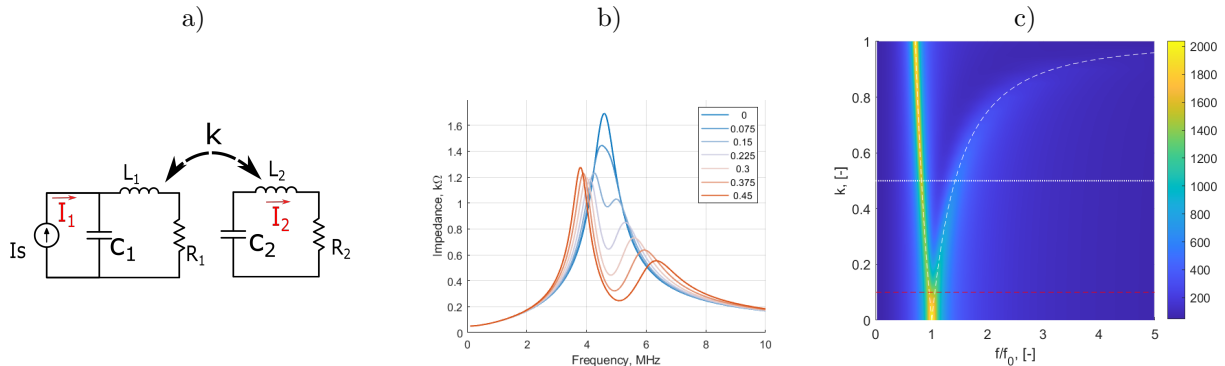 a)
b)
c)
k
L1
L2
I1
I2
Is
C1
R1
C2
R2
Impedance, kΩ
1.6
1.4
1.2
1
0.8
0.6
0.4
0.2
0
0
2
4
6
8
10
Frequency, MHz
0
0.075
0.15
0.225
0.3
0.375
0.45
k, [-]
1
0.8
0.6
0.4
0.2
0
0
1
2
3
4
5
f/f0, [-]
2000
1800
1600
1400
1200
1000
800
600
400
200